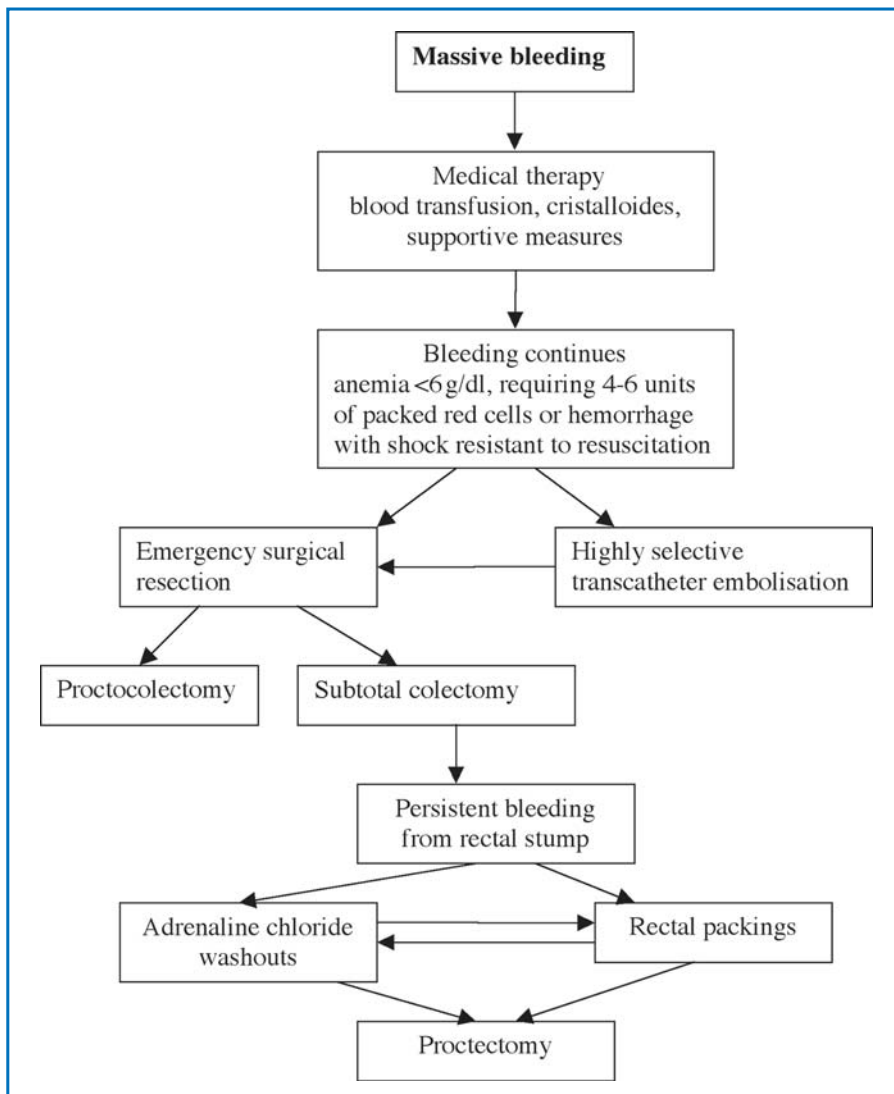 Massive bleeding
Medical therapy
blood transfusion, cristalloides,
supportive measures
Bleeding continues
anemia <6 g/dl, requiring 4-6 units
of packed red cells or hemorrhage
with shock resistant to resuscitation
Emergency surgical
resection
Highly selective
transcatheter embolisation
Proctocolectomy
Subtotal colectomy
Persistent bleeding
from rectal stump
Adrenaline chloride
washouts
Rectal packings
Proctectomy